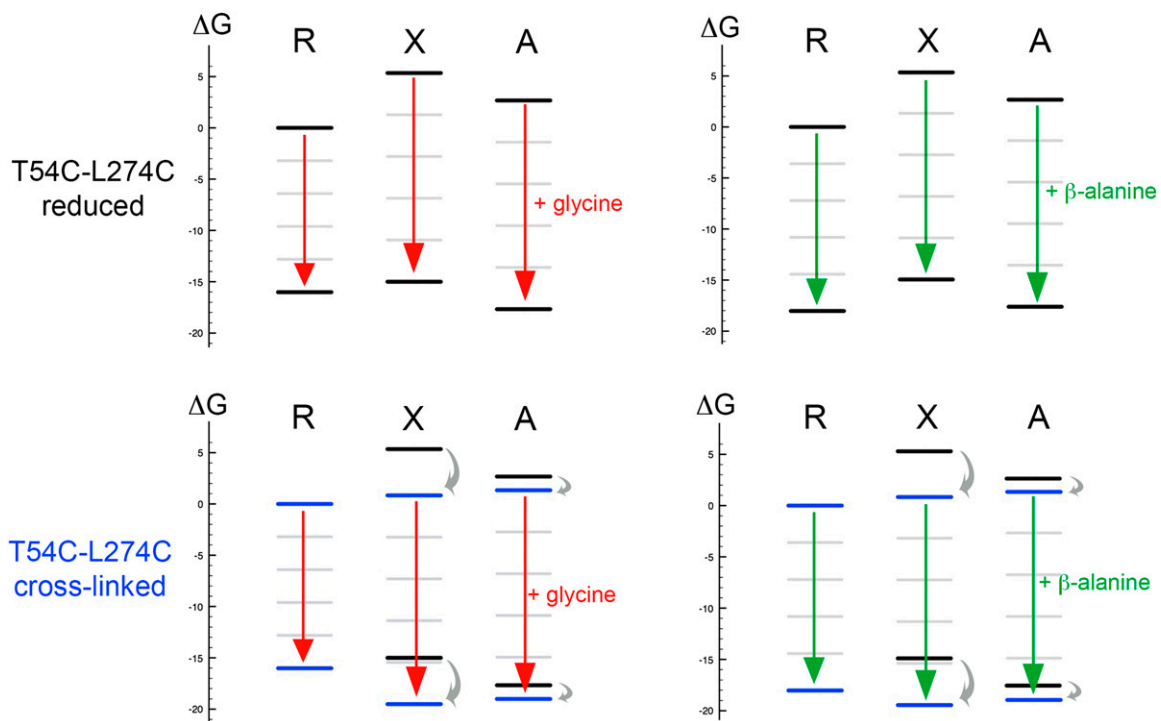 ΔG R X A
5
0
-5
-10
-15
-20
T54C-L274C
reduced
+ glycine
ΔG R X A
5
0
-5
-10
-15
-20
+ β-alanine
ΔG R X A
5
0
-5
-10
-15
-20
T54C-L274C
cross-linked
+ glycine
ΔG R X A
5
0
-5
-10
-15
-20
+ β-alanine